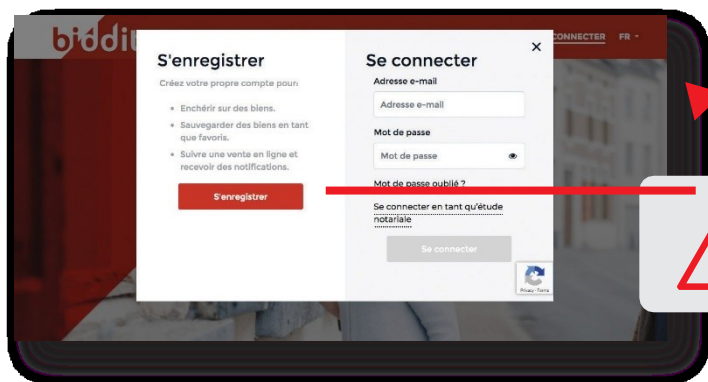 biddit
CONNECTER FR
S'enregistrer
Créez votre propre compte pour:
• Enchérir sur des biens.
• Sauvegarder des biens en tant
que favoris.
• Suivre une vente en ligne et
recevoir des notifications.
S'enregistrer
Se connecter
Adresse e-mail
Adresse e-mail
Mot de passe
Mot de passe
Mot de passe oublié ?
Se connecter en tant qu'étude
notariale
Se connecter
Privacy - Terms